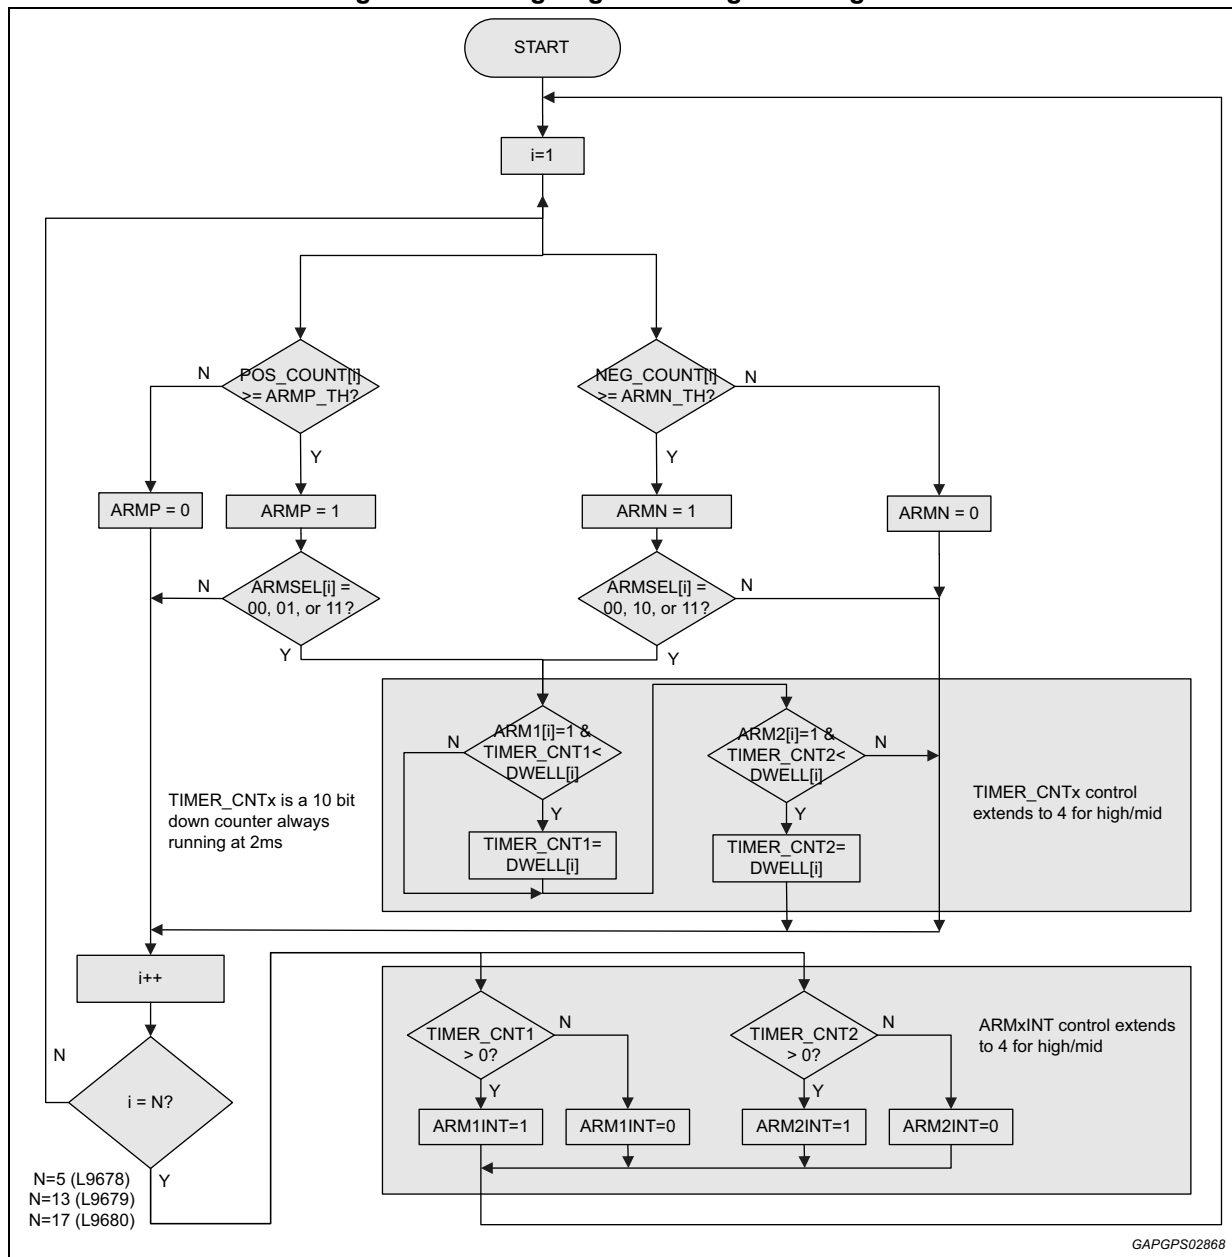 START
i=1
N
POS_COUNT[i]
>= ARMP_TH?
Y
NEG_COUNT[i]
>= ARMN_TH?
N
Y
ARMP = 0
ARMP = 1
ARMN = 1
ARMN = 0
N
ARMSEL[i] =
00, 01, or 11?
Y
ARMSEL[i] =
00, 10, or 11?
N
Y
TIMER_CNTx is a 10 bit
down counter always
running at 2ms
N
ARM1[i]=1 &
TIMER_CNT1<
DWELL[i]
Y
TIMER_CNT1=
DWELL[i]
ARM2[i]=1 &
TIMER_CNT2<
DWELL[i]
N
Y
TIMER_CNT2=
DWELL[i]
TIMER_CNTx control
extends to 4 for high/mid
i++
N
i = N?
Y
N=5 (L9678)
N=13 (L9679)
N=17 (L9680)
TIMER_CNT1
> 0?
N
Y
ARM1INT=1
ARM1INT=0
TIMER_CNT2
> 0?
N
Y
ARM2INT=1
ARM2INT=0
ARMxINT control extends
to 4 for high/mid
GAPGPS02868